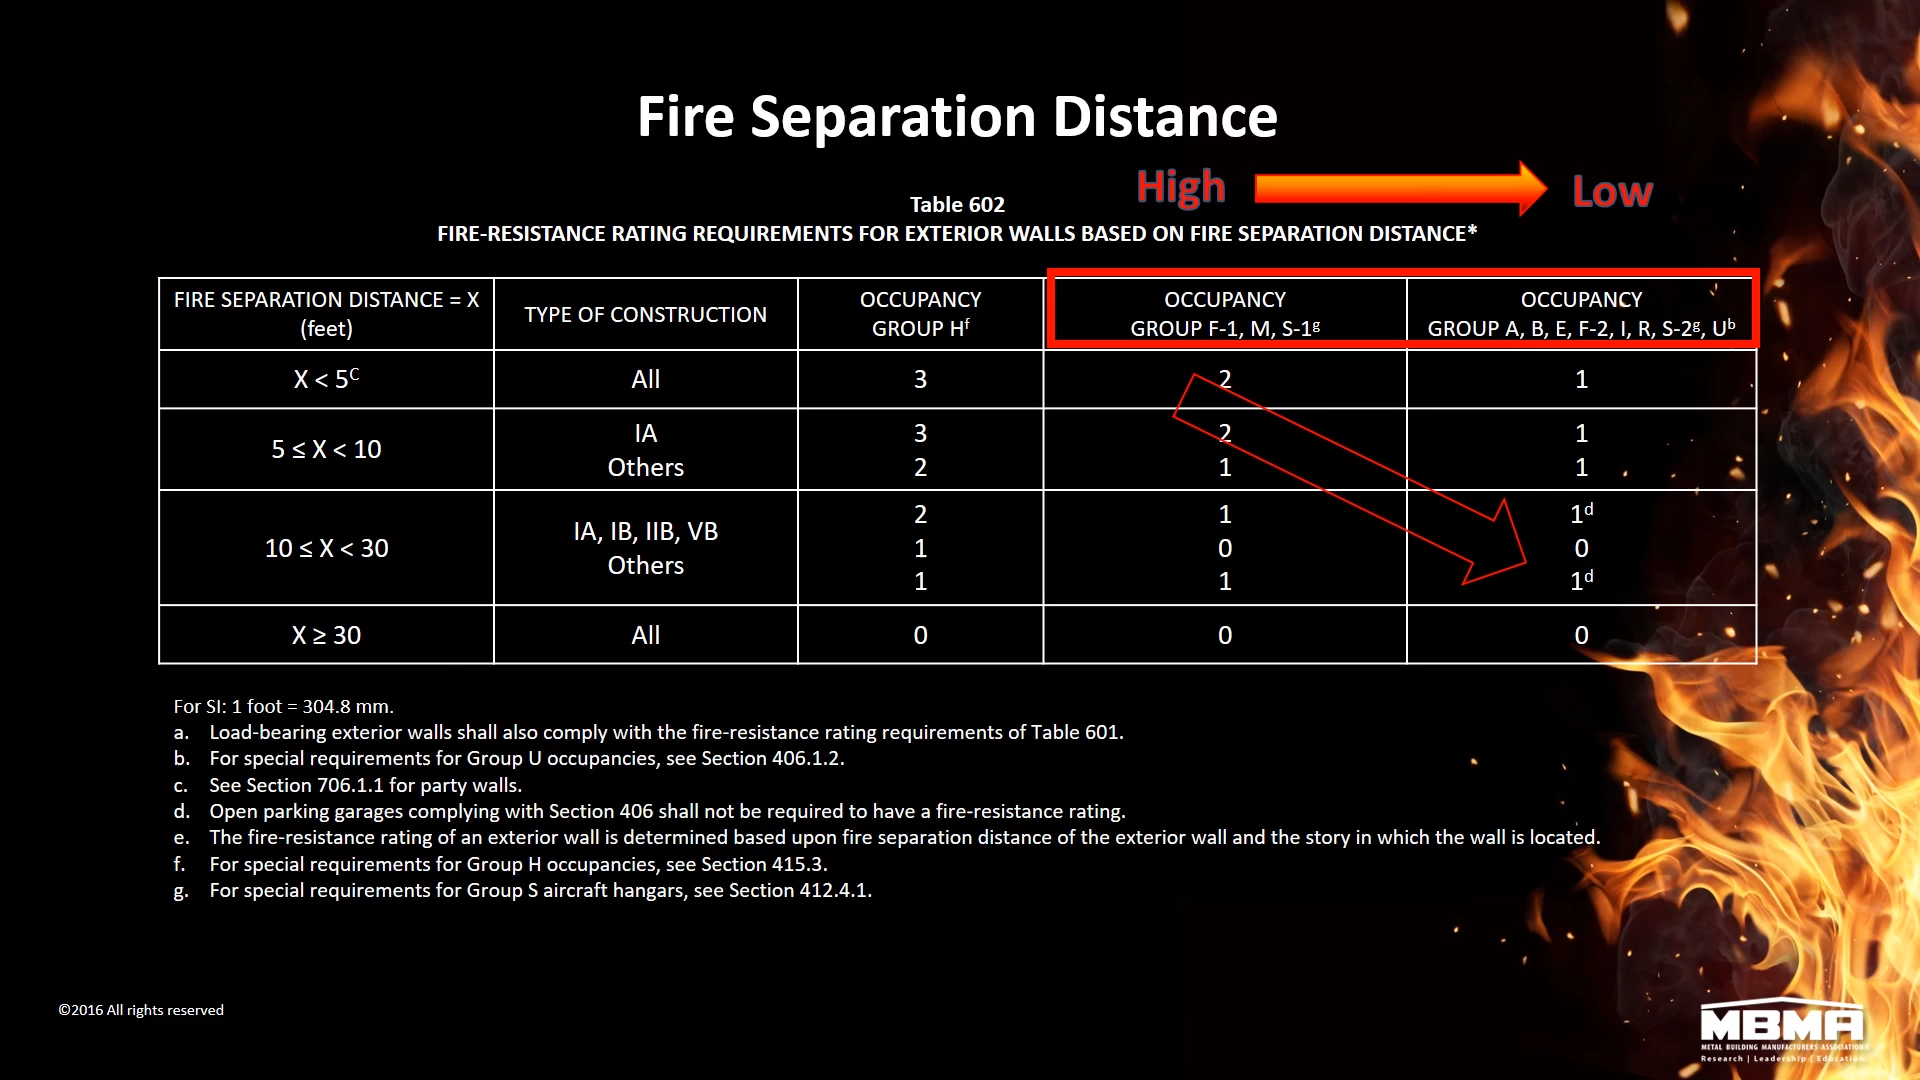 Fire Separation Distance
High
Low
Table 602
FIRE-RESISTANCE RATING REQUIREMENTS FOR EXTERIOR WALLS BASED ON FIRE SEPARATION DISTANCE*
FIRE SEPARATION DISTANCE = X
(feet)
TYPE OF CONSTRUCTION
OCCUPANCY
GROUP Hᶠ
OCCUPANCY
GROUP F-1, M, S-1ᵍ
OCCUPANCY
GROUP A, B, E, F-2, I, R, S-2ᵍ, Uᵇ
X < 5ᶜ
All
3
2
1
5 ≤ X < 10
IA
Others
3
2
2
1
1
1
10 ≤ X < 30
IA, IB, IIB, VB
Others
2
1
1
1
0
1
1ᵈ
0
1ᵈ
X ≥ 30
All
0
0
0
For SI: 1 foot = 304.8 mm.
a. Load-bearing exterior walls shall also comply with the fire-resistance rating requirements of Table 601.
b. For special requirements for Group U occupancies, see Section 406.1.2.
c. See Section 706.1.1 for party walls.
d. Open parking garages complying with Section 406 shall not be required to have a fire-resistance rating.
e. The fire-resistance rating of an exterior wall is determined based upon fire separation distance of the exterior wall and the story in which the wall is located.
f. For special requirements for Group H occupancies, see Section 415.3.
g. For special requirements for Group S aircraft hangars, see Section 412.4.1.
©2016 All rights reserved
MBMA
METAL BUILDING MANUFACTURERS ASSOCIATION
Research | Leadership | Education